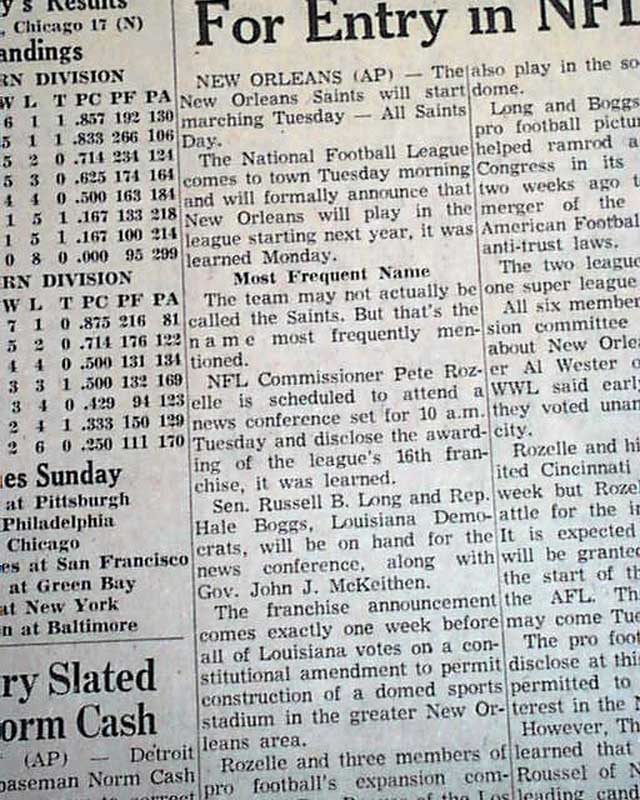 y's Results
, Chicago 17 (N)
andings
RN DIVISION
W L T PC PF PA
6 1 1 .857 192 130
5 1 1 .833 266 106
5 2 0 .714 234 124
5 3 0 .625 174 164
4 4 0 .500 163 184
1 5 1 .167 133 218
1 5 1 .167 100 214
0 8 0 .000 95 299
RN DIVISION
W L T PC PF PA
7 1 0 .875 216 81
5 2 0 .714 176 122
4 4 0 .500 131 134
3 3 1 .500 132 169
3 4 0 .429 94 123
2 4 1 .333 150 129
2 6 0 .250 111 170
es Sunday
at Pittsburgh
Philadelphia
Chicago
es at San Francisco
at Green Bay
at New York
n at Baltimore
ry Slated
orm Cash
(AP) — Detroit
baseman Norm Cash
For Entry in NFL
NEW ORLEANS (AP) — The
New Orleans Saints will start
marching Tuesday — All Saints
Day.
The National Football League
comes to town Tuesday morning
and will formally announce that
New Orleans will play in the
league starting next year, it was
learned Monday.
Most Frequent Name
The team may not actually be
called the Saints. But that's the
name most frequently men-
tioned.
NFL Commissioner Pete Roz-
elle is scheduled to attend a
news conference set for 10 a.m.
Tuesday and disclose the award-
ing of the league's 16th fran-
chise, it was learned.
Sen. Russell B. Long and Rep.
Hale Boggs, Louisiana Demo-
crats, will be on hand for the
news conference, along with
Gov. John J. McKeithen.
The franchise announcement
comes exactly one week before
all of Louisiana votes on a con-
stitutional amendment to permit
construction of a domed sports
stadium in the greater New Or-
leans area.
Rozelle and three members of
pro football's expansion com-
also play in the so
dome.
Long and Boggs
pro football pictur
helped ramrod a
Congress in its
two weeks ago t
merger of the
American Footbal
anti-trust laws.
The two league
one super league
All six member
sion committee
about New Orle
er Al Wester o
WWL said earl
they voted unan
city.
Rozelle and hi
ited Cincinnati
week but Rozel
attle for the in
It is expected
will be grante
the start of th
the AFL. Th
may come Tue
The pro foot
disclose at thi
permitted to
terest in the N
However, Th
learned that
Roussel of N
leading cand